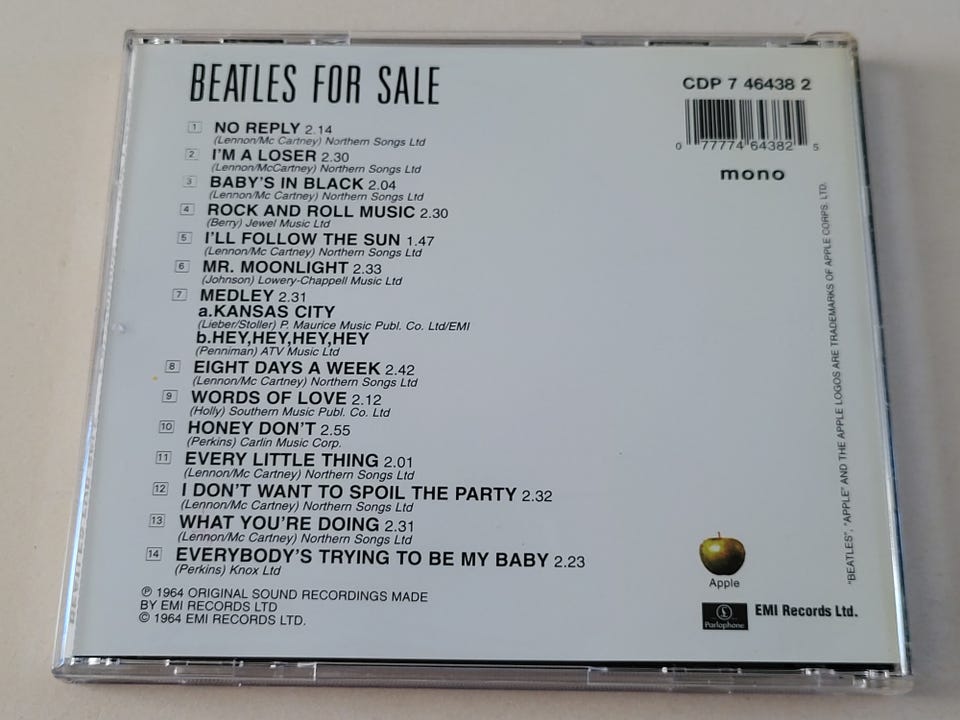 BEATLES FOR SALE
CDP 7 46438 2
0 77774 64382 5
mono
1 NO REPLY 2.14
(Lennon/Mc Cartney) Northern Songs Ltd
2 I'M A LOSER 2.30
(Lennon/McCartney) Northern Songs Ltd
3 BABY'S IN BLACK 2.04
(Lennon/Mc Cartney) Northern Songs Ltd
4 ROCK AND ROLL MUSIC 2.30
(Berry) Jewel Music Ltd
5 I'LL FOLLOW THE SUN 1.47
(Lennon/Mc Cartney) Northern Songs Ltd
6 MR. MOONLIGHT 2.33
(Johnson) Lowery-Chappell Music Ltd
7 MEDLEY 2.31
a.KANSAS CITY
(Lieber/Stoller) P. Maurice Music Publ. Co. Ltd/EMI
b.HEY,HEY,HEY,HEY
(Penniman) ATV Music Ltd
8 EIGHT DAYS A WEEK 2.42
(Lennon/Mc Cartney) Northern Songs Ltd
9 WORDS OF LOVE 2.12
(Holly) Southern Music Publ. Co. Ltd
10 HONEY DON'T 2.55
(Perkins) Carlin Music Corp.
11 EVERY LITTLE THING 2.01
(Lennon/Mc Cartney) Northern Songs Ltd
12 I DON'T WANT TO SPOIL THE PARTY 2.32
(Lennon/Mc Cartney) Northern Songs Ltd
13 WHAT YOU'RE DOING 2.31
(Lennon/Mc Cartney) Northern Songs Ltd
14 EVERYBODY'S TRYING TO BE MY BABY 2.23
(Perkins) Knox Ltd
℗ 1964 ORIGINAL SOUND RECORDINGS MADE
BY EMI RECORDS LTD
© 1964 EMI RECORDS LTD.
Apple
Parlophone
EMI Records Ltd.
"BEATLES", "APPLE" AND THE APPLE LOGOS ARE TRADEMARKS OF APPLE CORPS. LTD.